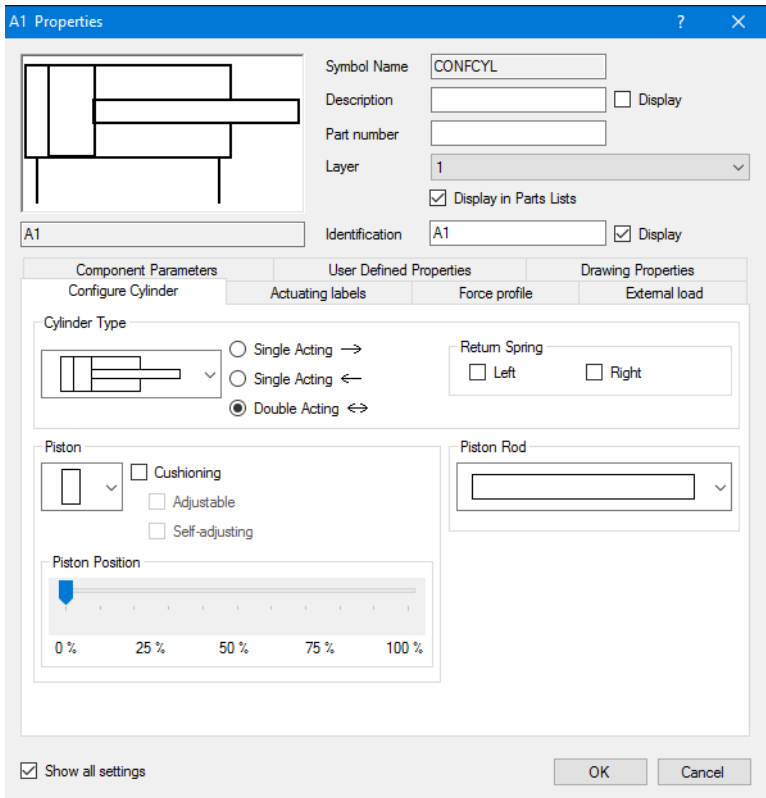 A1 Properties
?
Symbol Name
CONFCYL
Description
Display
Part number
Layer
1
Display in Parts Lists
A1
Identification
A1
Display
Component Parameters
User Defined Properties
Drawing Properties
Configure Cylinder
Actuating labels
Force profile
External load
Cylinder Type
Single Acting
Single Acting
Double Acting
Return Spring
Left
Right
Piston
Cushioning
Adjustable
Self-adjusting
Piston Rod
Piston Position
0 % 25 % 50 % 75 % 100 %
Show all settings
OK
Cancel